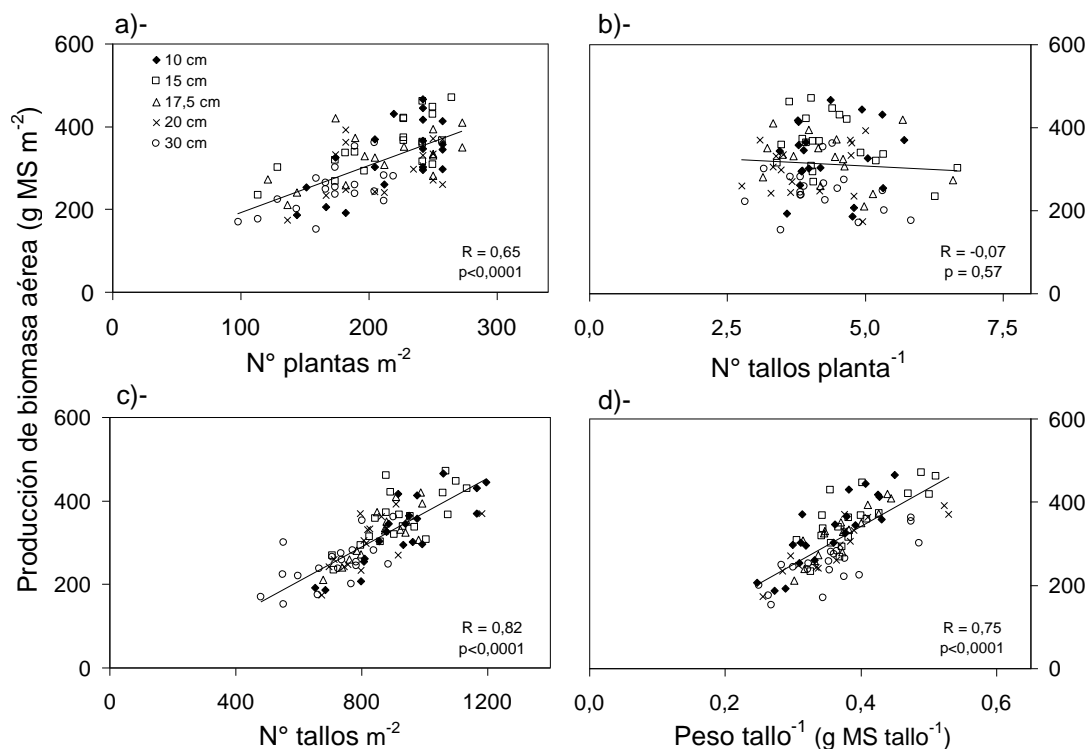 Producción de biomasa aérea (g MS m-2)
a)-
600
400
200
0
10 cm
15 cm
17,5 cm
20 cm
30 cm
R = 0,65
p<0,0001
0 100 200 300
N° plantas m-2
b)-
600
400
200
0
R = -0,07
p = 0,57
0,0 2,5 5,0 7,5
N° tallos planta-1
c)-
600
400
200
0
R = 0,82
p<0,0001
0 400 800 1200
N° tallos m-2
d)-
600
400
200
0
R = 0,75
p<0,0001
0,0 0,2 0,4 0,6
Peso tallo-1 (g MS tallo-1)